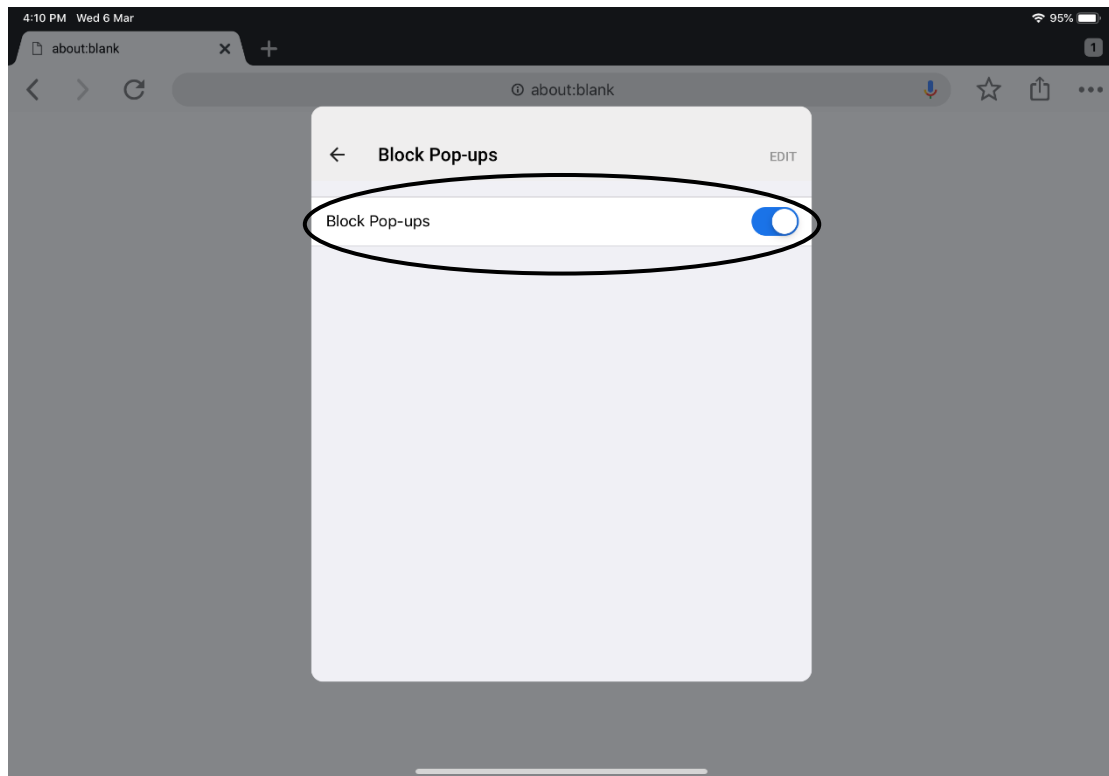 4:10 PM Wed 6 Mar 95%
about:blank 1
about:blank
Block Pop-ups EDIT
Block Pop-ups